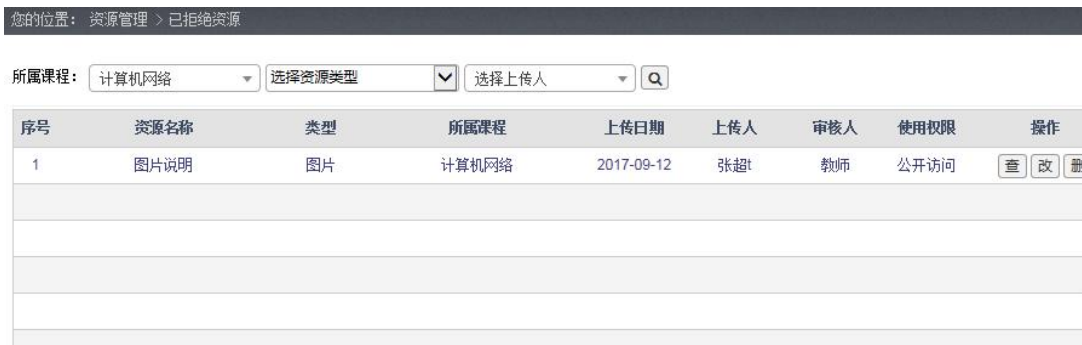 您的位置： 资源管理 > 已拒绝资源
所属课程： 计算机网络 选择资源类型 选择上传人
序号 资源名称 类型 所属课程 上传日期 上传人 审核人 使用权限 操作
1 图片说明 图片 计算机网络 2017-09-12 张超t 教师 公开访问 查 改 删